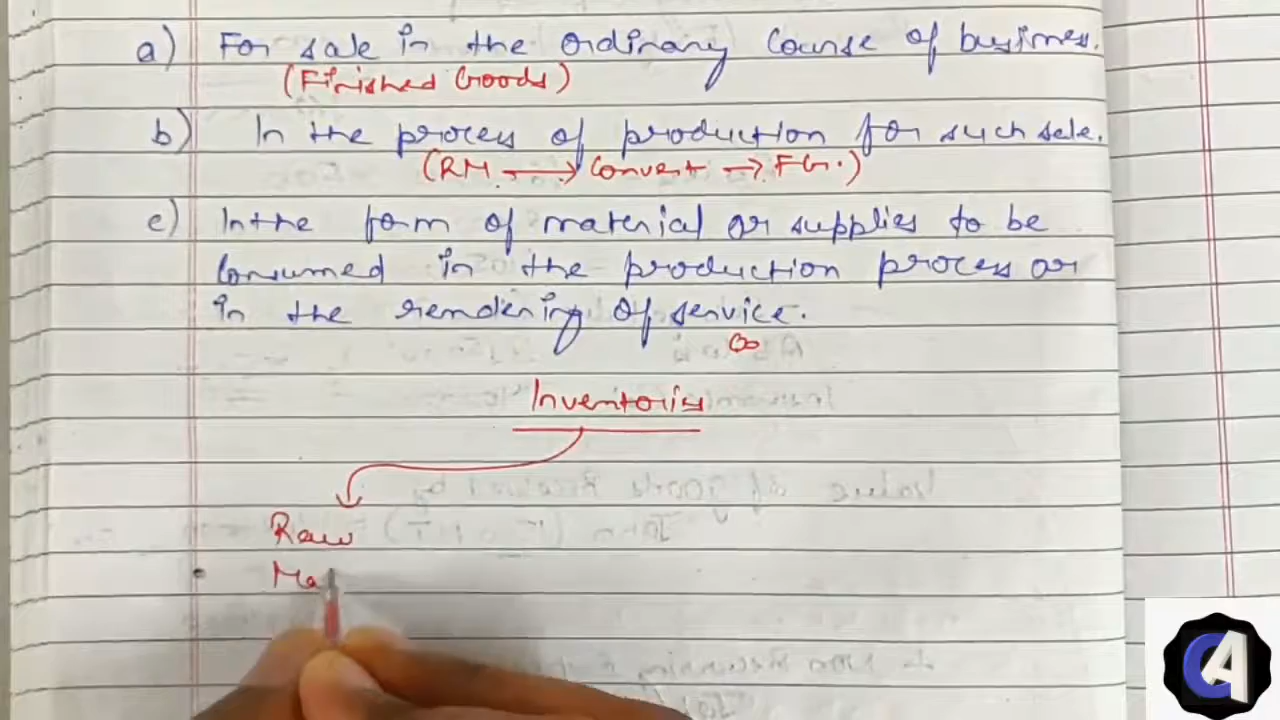 a) For sale in the ordinary course of business.
(Finished Goods)
b) In the process of production for such sale.
(RM → Convert → FG.)
c) In the form of material or supplies to be
Consumed in the production process or
in the rendering of service.
Inventories
Raw
Ma
CA